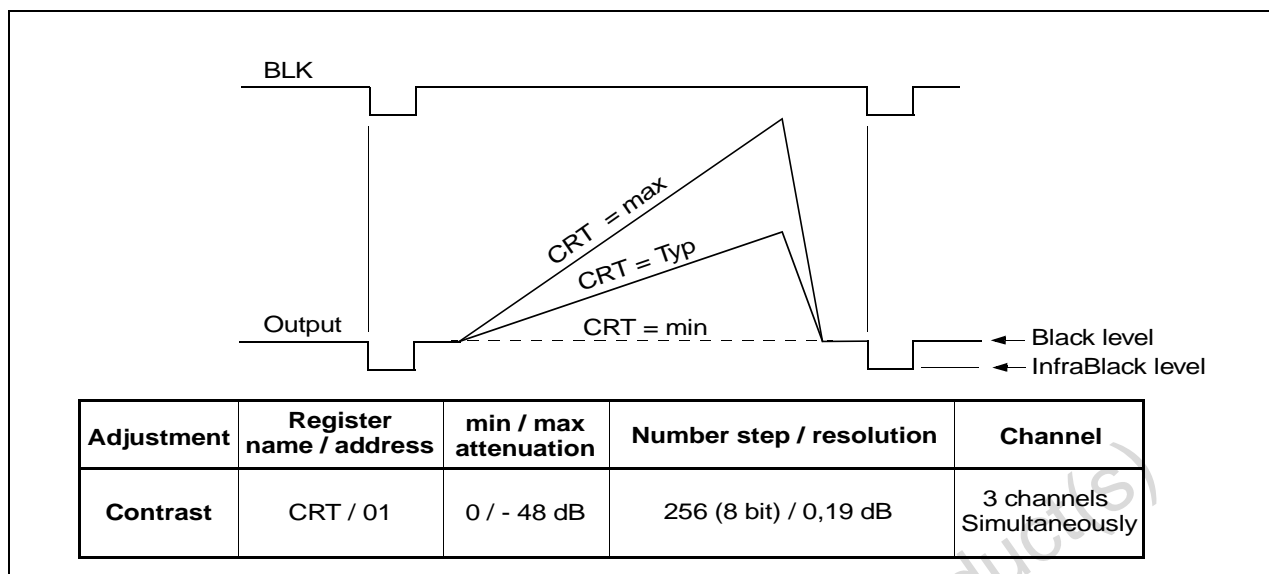 BLK
CRT = max
CRT = Typ
Output
CRT = min
Black level
InfraBlack level
Adjustment
Register
name / address
min / max
attenuation
Number step / resolution
Channel
Contrast
CRT / 01
0 / - 48 dB
256 (8 bit) / 0,19 dB
3 channels
Simultaneously
duct(s)